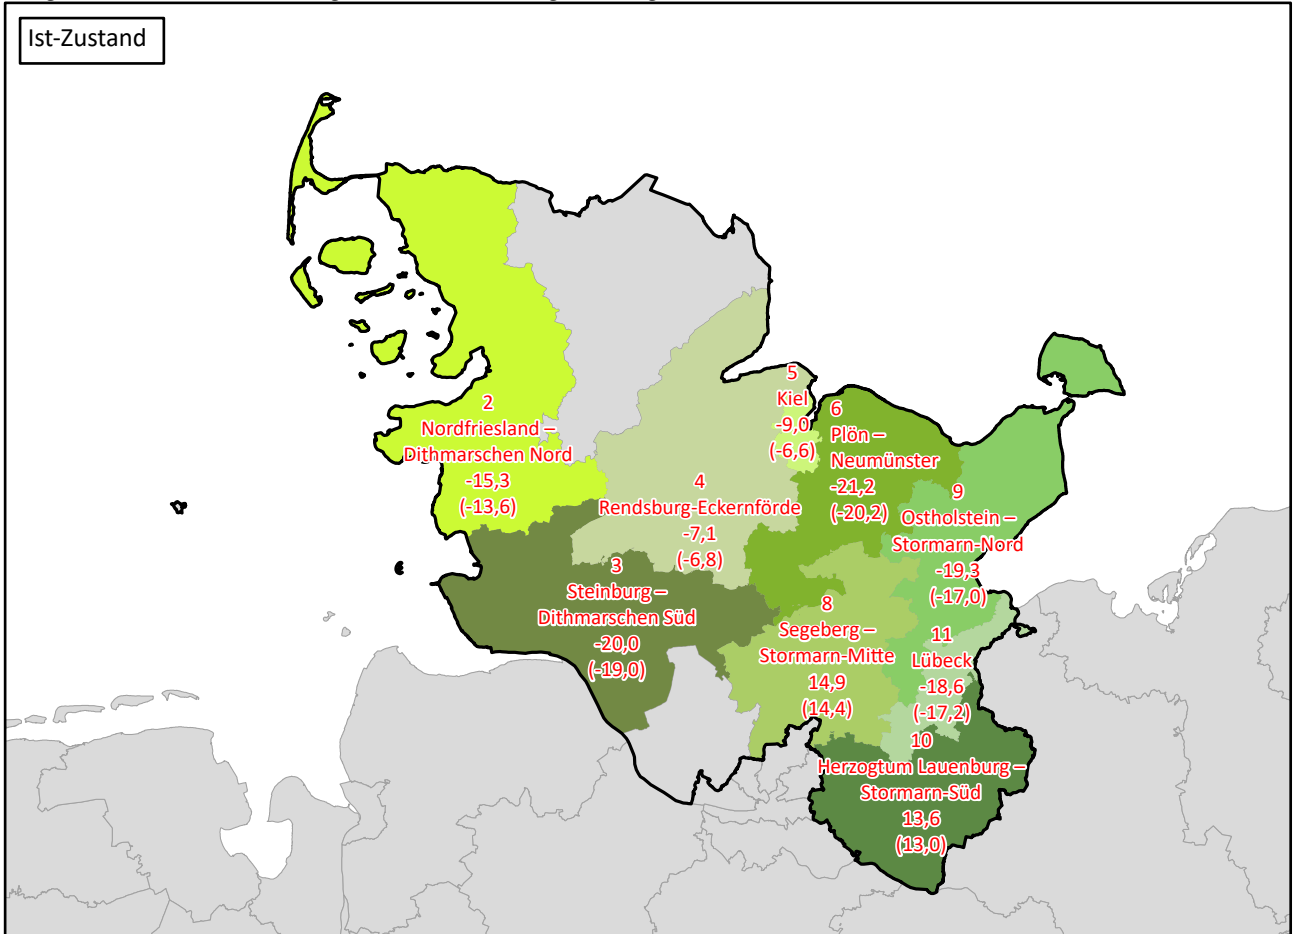 Ist-Zustand
5
Kiel
-9,0
(-6,6)
2
Nordfriesland –
Dithmarschen Nord
-15,3
(-13,6)
6
Plön –
Neumünster
-21,2
(-20,2)
4
Rendsburg-Eckernförde
-7,1
(-6,8)
9
Ostholstein –
Stormarn-Nord
-19,3
(-17,0)
3
Steinburg –
Dithmarschen Süd
-20,0
(-19,0)
8
Segeberg –
Stormarn-Mitte
14,9
(14,4)
11
Lübeck
-18,6
(-17,2)
10
Herzogtum Lauenburg –
Stormarn-Süd
13,6
(13,0)